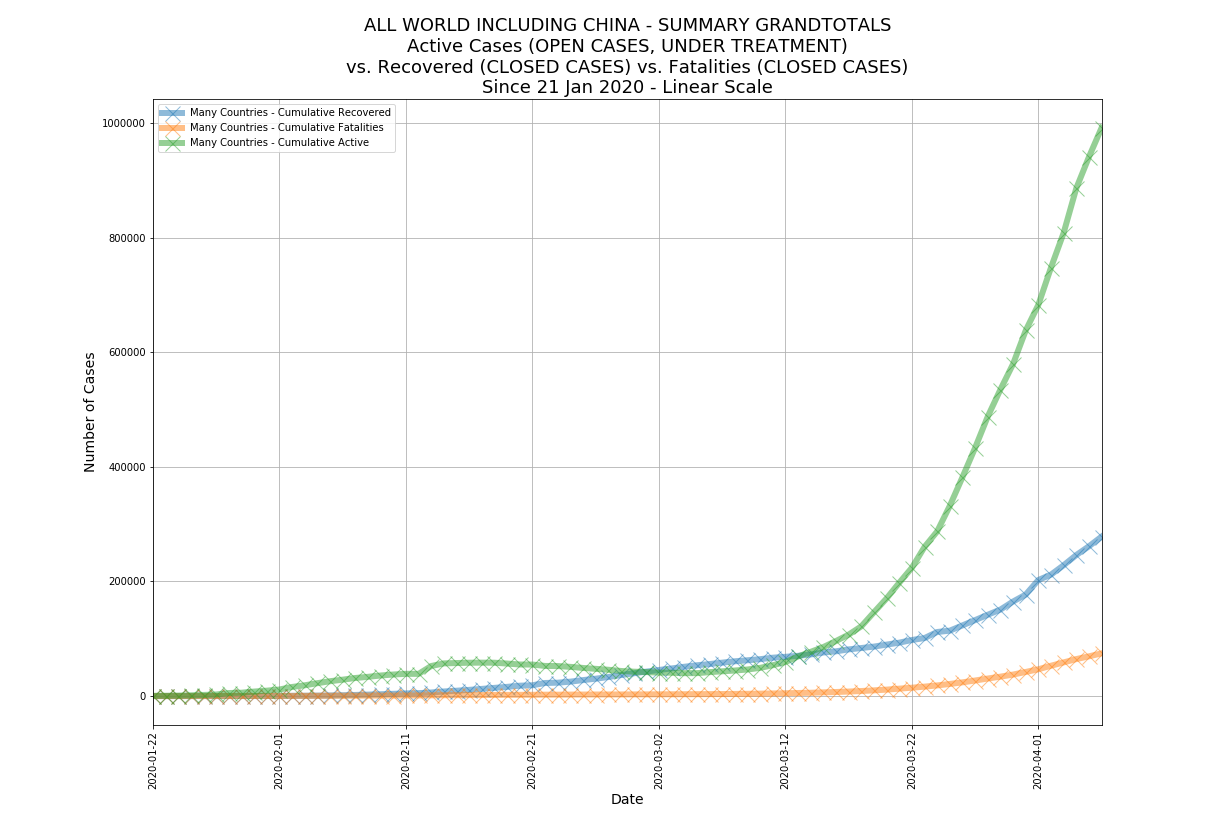 ALL WORLD INCLUDING CHINA - SUMMARY GRANDTOTALS
Active Cases (OPEN CASES, UNDER TREATMENT)
vs. Recovered (CLOSED CASES) vs. Fatalities (CLOSED CASES)
Since 21 Jan 2020 - Linear Scale
Many Countries - Cumulative Recovered
Many Countries - Cumulative Fatalities
Many Countries - Cumulative Active
Number of Cases
1000000
800000
600000
400000
200000
0
2020-01-22
2020-02-01
2020-02-11
2020-02-21
2020-03-02
2020-03-12
2020-03-22
2020-04-01
Date